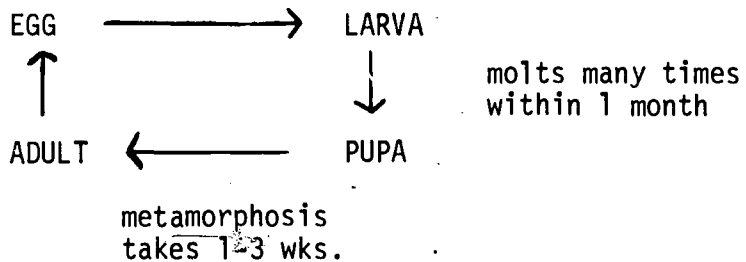 EGG LARVA
molts many times
within 1 month
ADULT PUPA
metamorphosis
takes 1-3 wks.